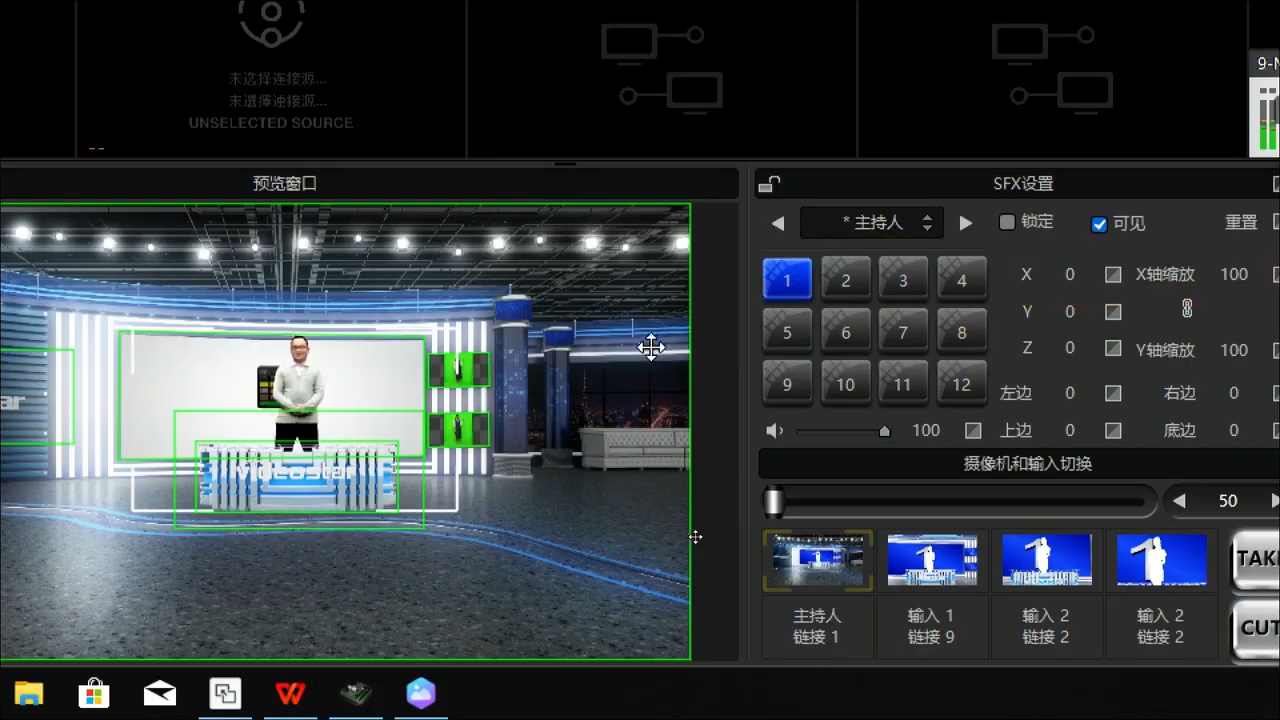 未选择连接源...
未選擇連接源...
UNSELECTED SOURCE
--
预览窗口
SFX设置
* 主持人
锁定
可见
重置
1
2
3
4
5
6
7
8
9
10
11
12
X 0
X轴缩放 100
Y 0
Z 0
Y轴缩放 100
左边 0
右边 0
100
上边 0
底边 0
摄像机和输入切换
50
主持人
链接 1
输入 1
链接 9
输入 2
链接 2
输入 2
链接 2
CUT